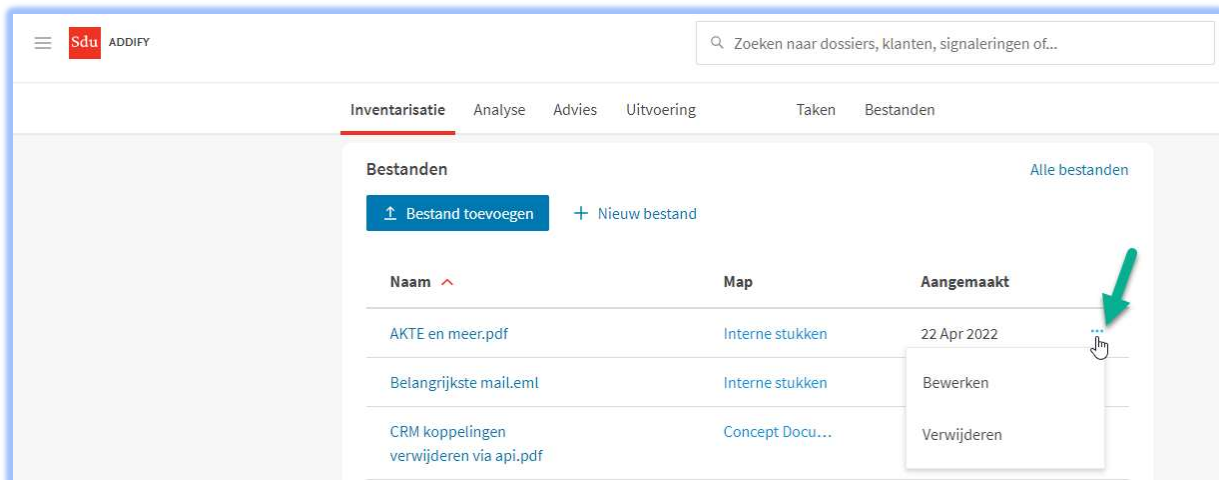 Sdu ADDIFY Zoeken naar dossiers, klanten, signaleringen of...
Inventarisatie Analyse Advies Uitvoering Taken Bestanden
Bestanden Alle bestanden
Bestand toevoegen + Nieuw bestand
Naam Map Aangemaakt
AKTE en meer.pdf Interne stukken 22 Apr 2022 ...
Belangrijkste mail.eml Interne stukken Bewerken
CRM koppelingen Concept Docu... Verwijderen
verwijderen via api.pdf